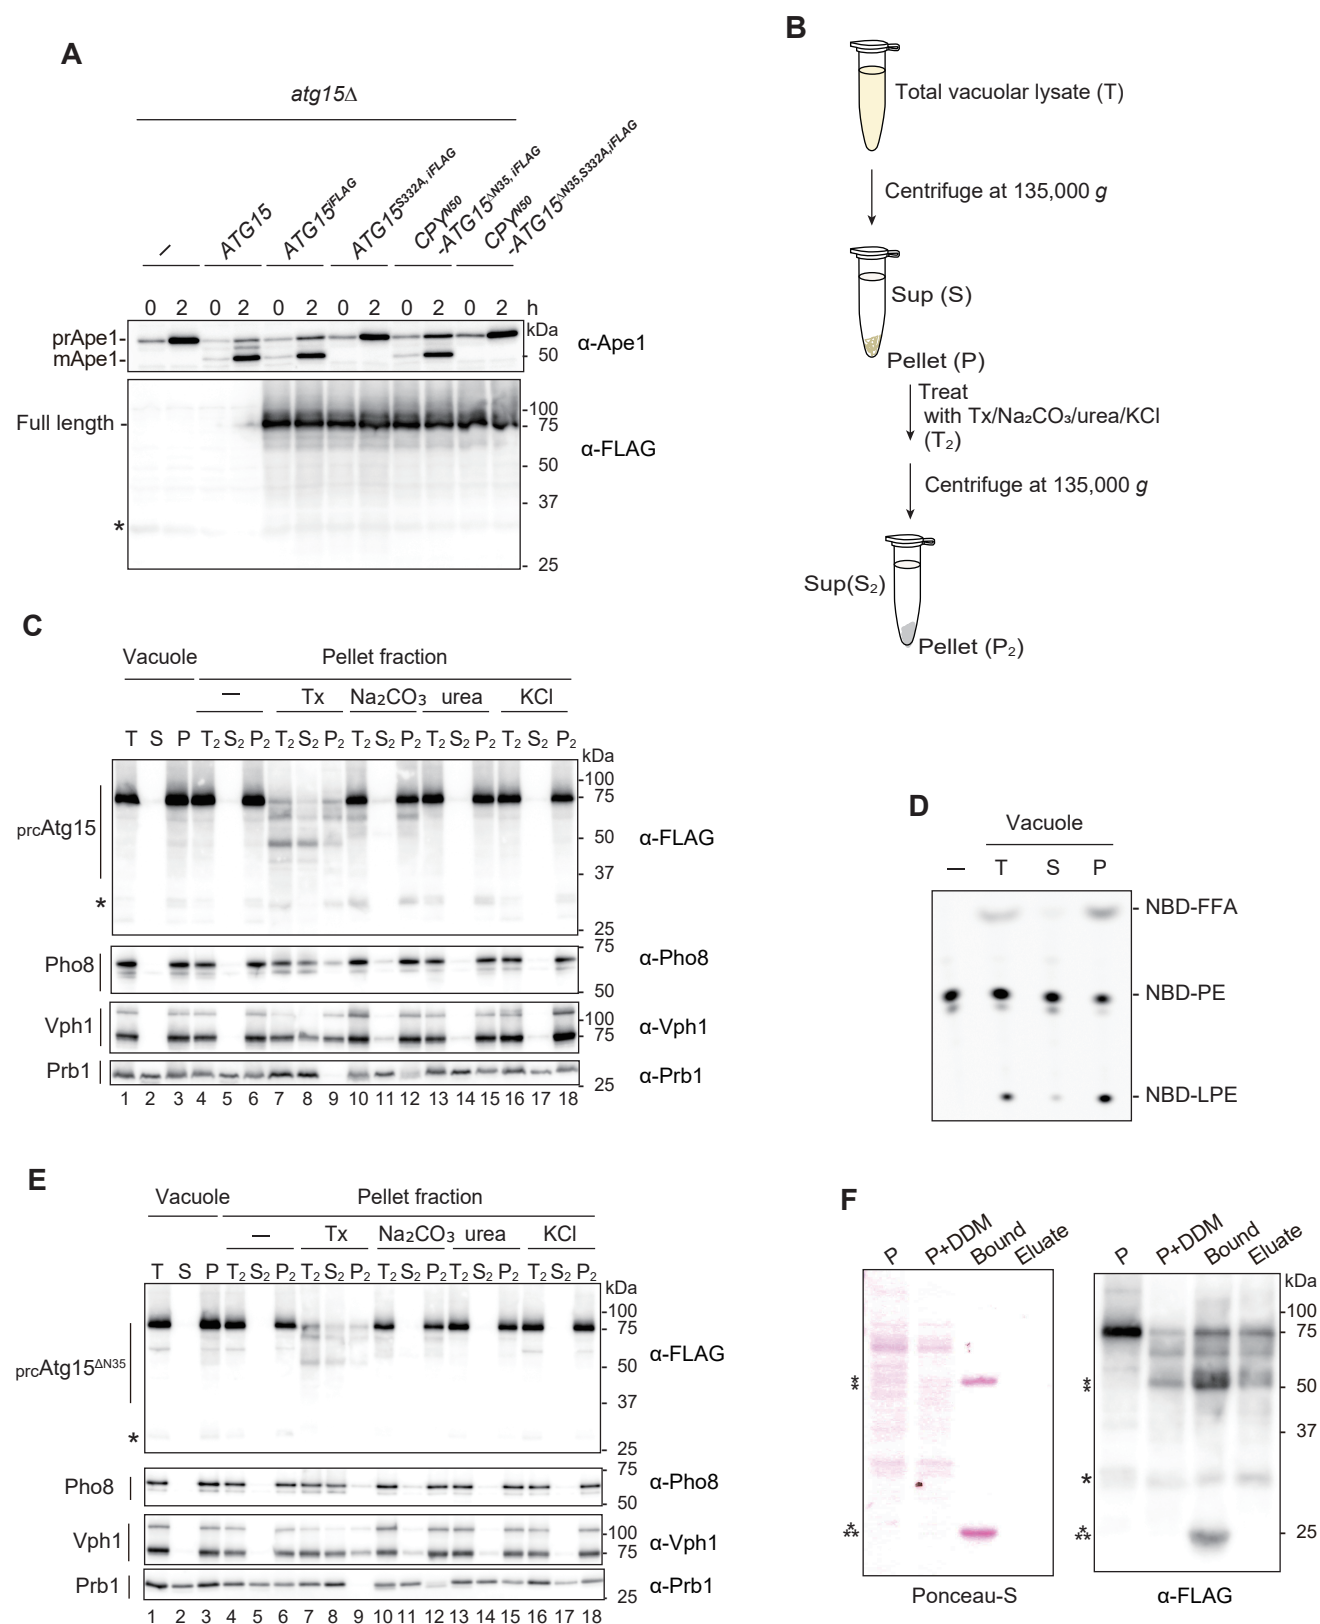 A
atg15Δ
–
ATG15
ATG15iFLAG
ATG15S332A, iFLAG
CPYN50
-ATG15ΔN35, iFLAG
CPYN50
-ATG15ΔN35,S332A,iFLAG
0 2 0 2 0 2 0 2 0 2 0 2 h
prApe1-
mApe1-
kDa
- 50
α-Ape1
Full length -
*
-100
- 75
- 50
- 37
- 25
α-FLAG
B
Total vacuolar lysate (T)
Centrifuge at 135,000 g
Sup (S)
Pellet (P)
Treat
with Tx/Na₂CO₃/urea/KCl
(T₂)
Centrifuge at 135,000 g
Sup(S₂)
Pellet (P₂)
C
Vacuole Pellet fraction
– Tx Na₂CO₃ urea KCl
T S P T₂ S₂ P₂ T₂ S₂ P₂ T₂ S₂ P₂ T₂ S₂ P₂ T₂ S₂ P₂
kDa
-100
- 75
- 50
- 37
- 25
prcAtg15
*
α-FLAG
Pho8
- 75
- 50
α-Pho8
Vph1
-100
- 75
α-Vph1
Prb1
- 25
α-Prb1
1 2 3 4 5 6 7 8 9 10 11 12 13 14 15 16 17 18
D
Vacuole
– T S P
- NBD-FFA
- NBD-PE
- NBD-LPE
E
Vacuole Pellet fraction
– Tx Na₂CO₃ urea KCl
T S P T₂ S₂ P₂ T₂ S₂ P₂ T₂ S₂ P₂ T₂ S₂ P₂ T₂ S₂ P₂
kDa
-100
- 75
- 50
- 37
- 25
prcAtg15ΔN35
*
α-FLAG
Pho8
- 75
- 50
α-Pho8
Vph1
-100
- 75
α-Vph1
Prb1
- 25
α-Prb1
1 2 3 4 5 6 7 8 9 10 11 12 13 14 15 16 17 18
F
P P+DDM Bound Eluate
**
***
Ponceau-S
P P+DDM Bound Eluate
kDa
- 100
- 75
- 50
- 37
- 25
**
*
***
α-FLAG